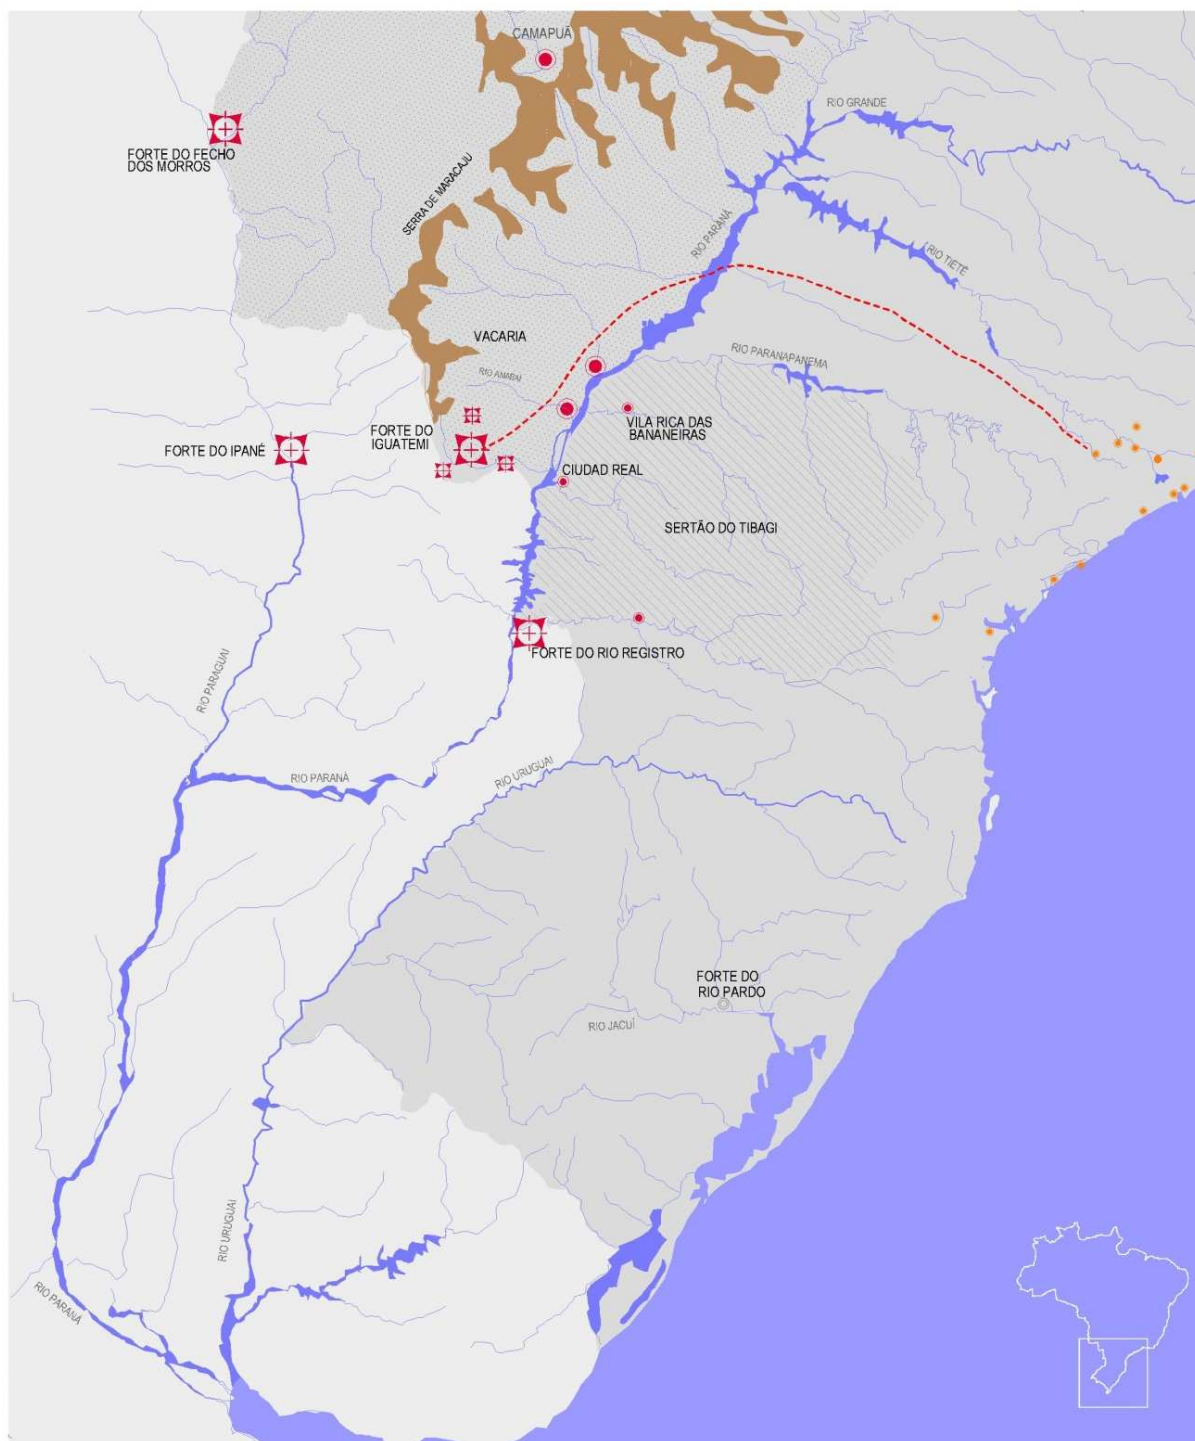 CAMAPUÃ
RIO GRANDE
FORTE DO FECHO
DOS MORROS
SERRA DE MARACAJU
RIO PARANÁ
RIO TIETÊ
VACARIA
RIO PARANAPANEMA
RIO AMABAI
FORTE DO
IGUATEMI
VILA RICA DAS
BANANEIRAS
FORTE DO IPANÉ
CIUDAD REAL
SERTÃO DO TIBAGI
FORTE DO RIO REGISTRO
RIO PARAGUAI
RIO PARANÁ
RIO URUGUAI
FORTE DO
RIO PARDO
RIO JACUÍ
RIO URUGUAI
RIO PARANÁ